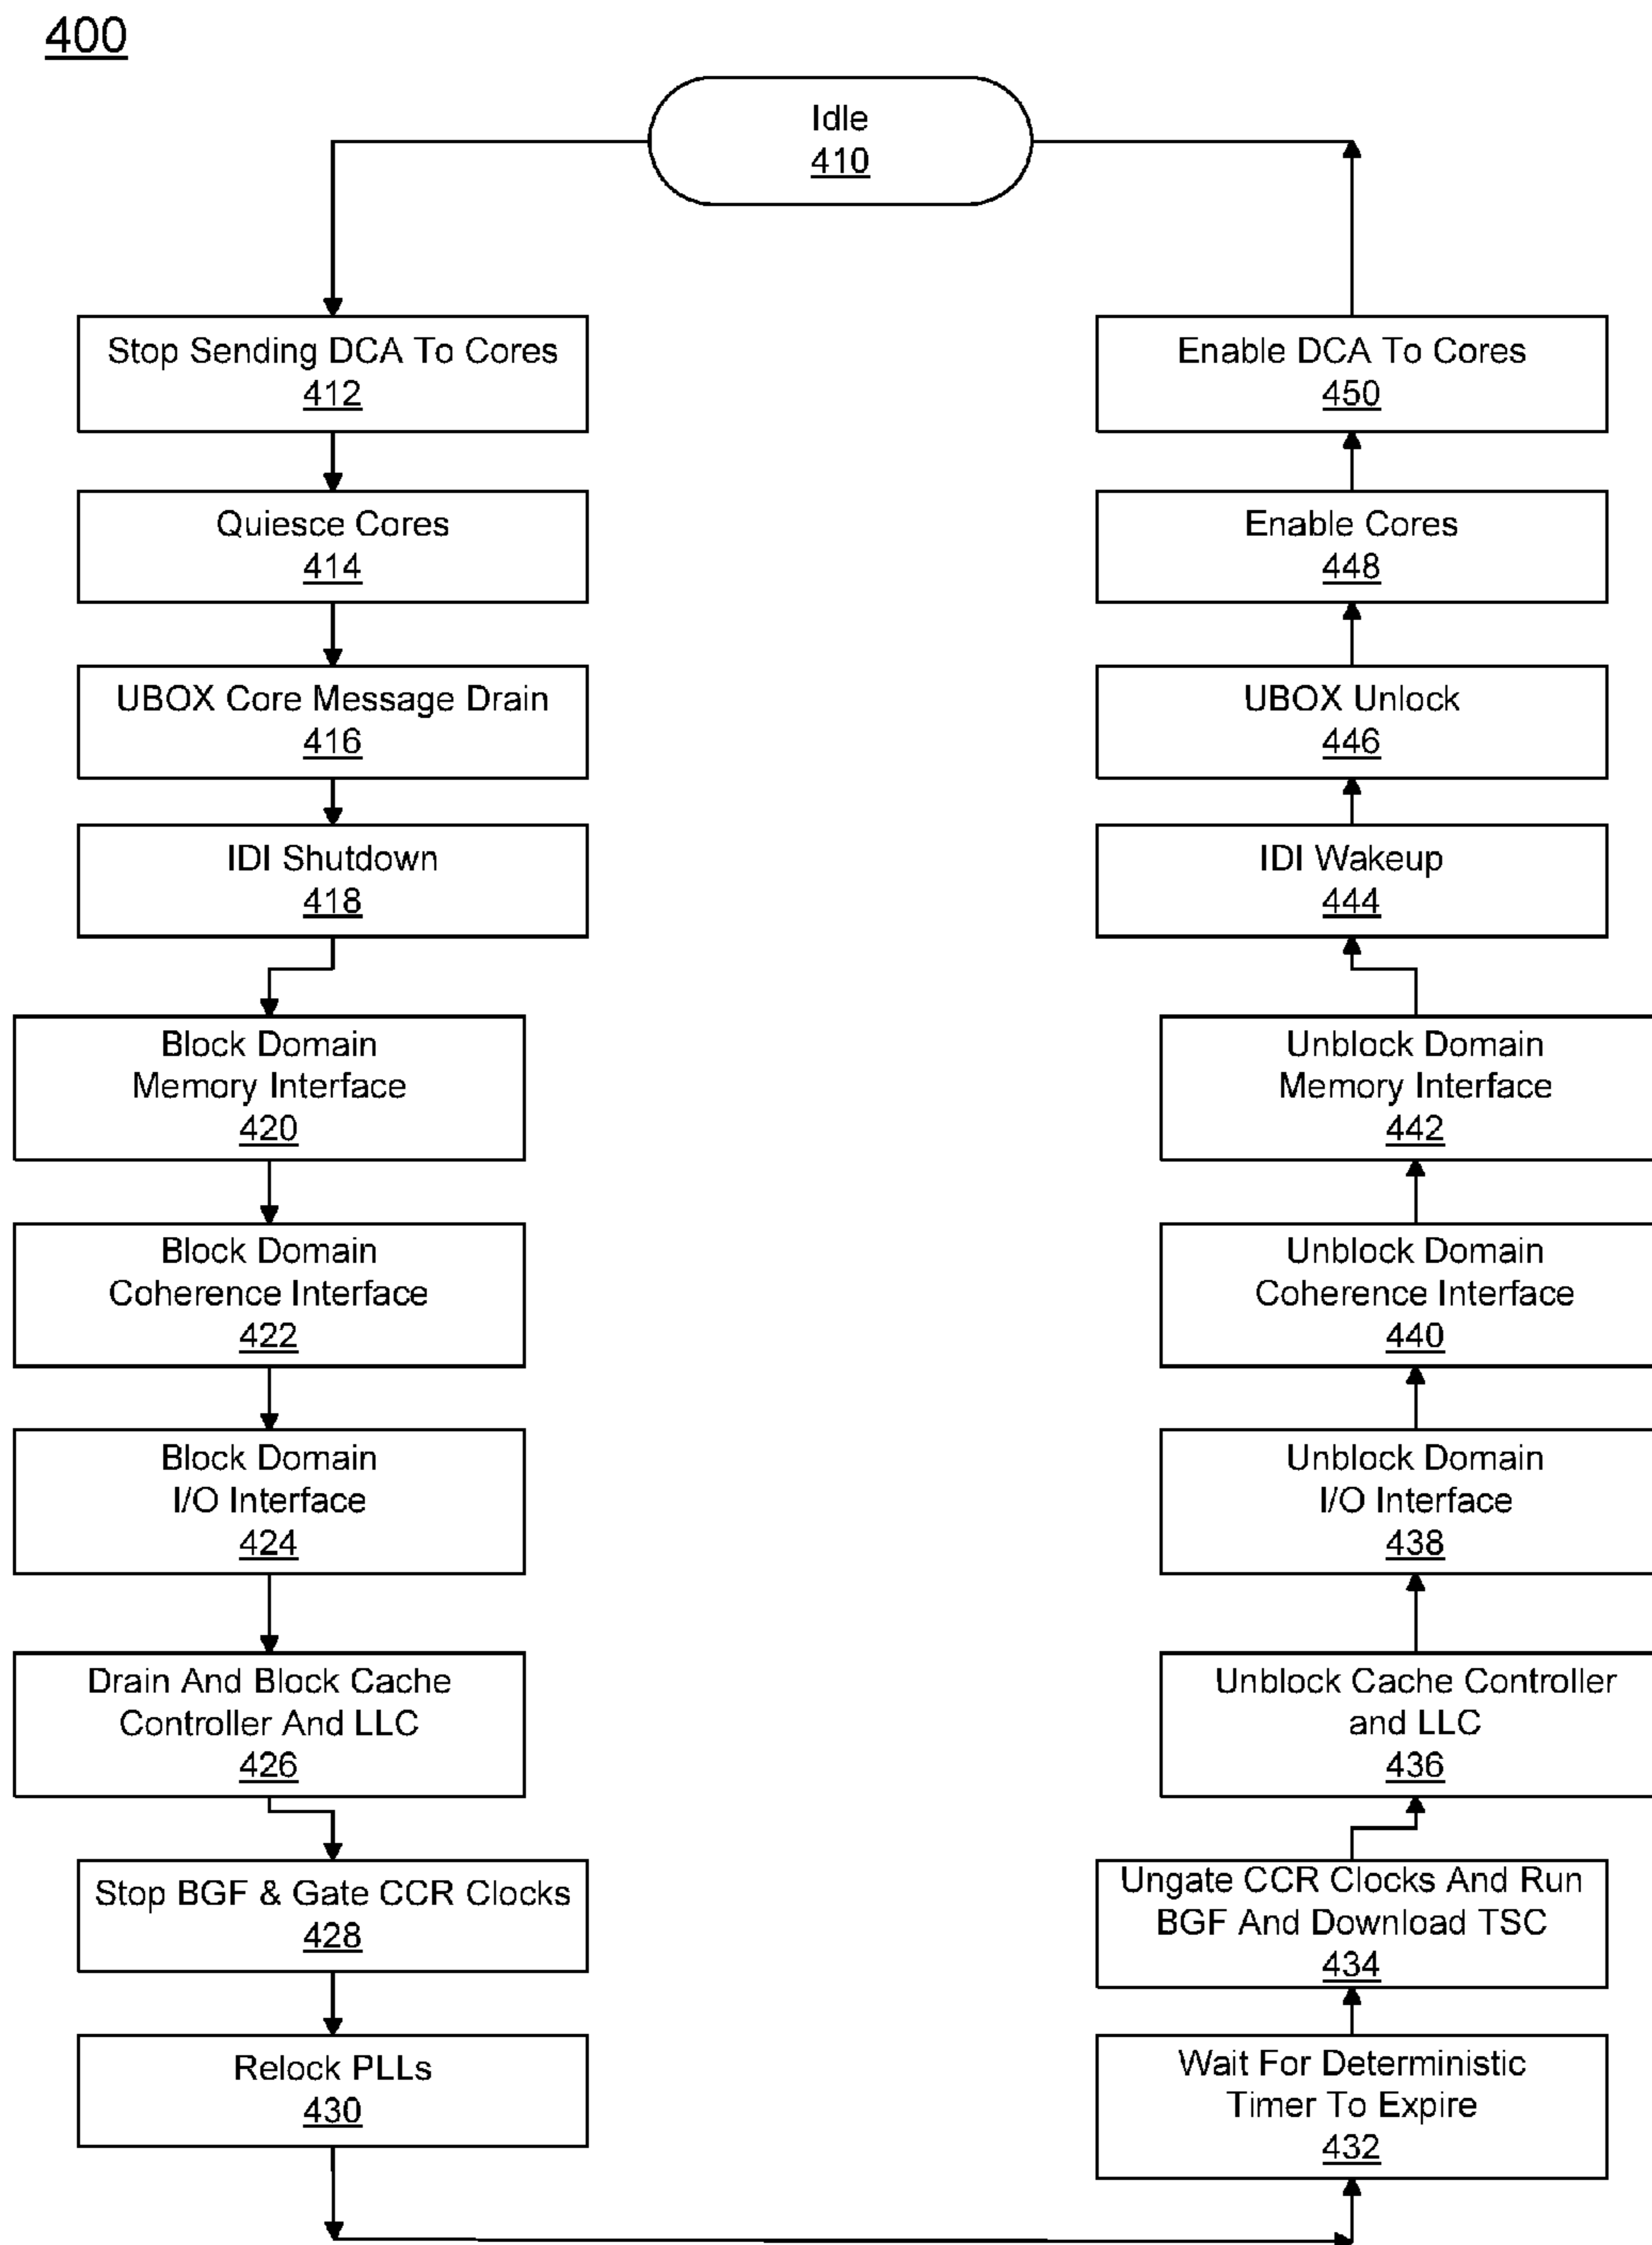 400
Idle
410
Stop Sending DCA To Cores
412
Quiesce Cores
414
UBOX Core Message Drain
416
IDI Shutdown
418
Block Domain
Memory Interface
420
Block Domain
Coherence Interface
422
Block Domain
I/O Interface
424
Drain And Block Cache
Controller And LLC
426
Stop BGF & Gate CCR Clocks
428
Relock PLLs
430
Wait For Deterministic
Timer To Expire
432
Ungate CCR Clocks And Run
BGF And Download TSC
434
Unblock Cache Controller
and LLC
436
Unblock Domain
I/O Interface
438
Unblock Domain
Coherence Interface
440
Unblock Domain
Memory Interface
442
IDI Wakeup
444
UBOX Unlock
446
Enable Cores
448
Enable DCA To Cores
450